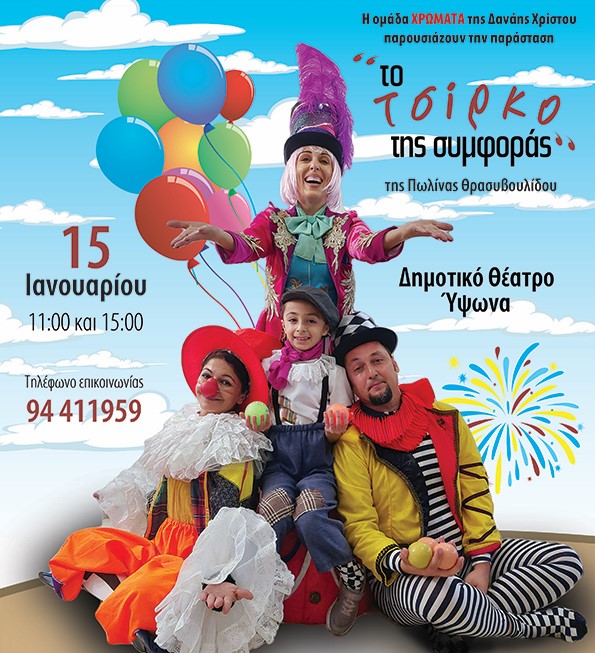 Η ομάδα ΧΡΩΜΑΤΑ της Δανάης Χρίστου
παρουσιάζουν την παράσταση
“το
τσίρκο
της συμφοράς”
της Πωλίνας Θρασυβουλίδου
15
Ιανουαρίου
11:00 και 15:00
Δημοτικό θέατρο
Ύψωνα
Τηλέφωνο επικοινωνίας
94 411959